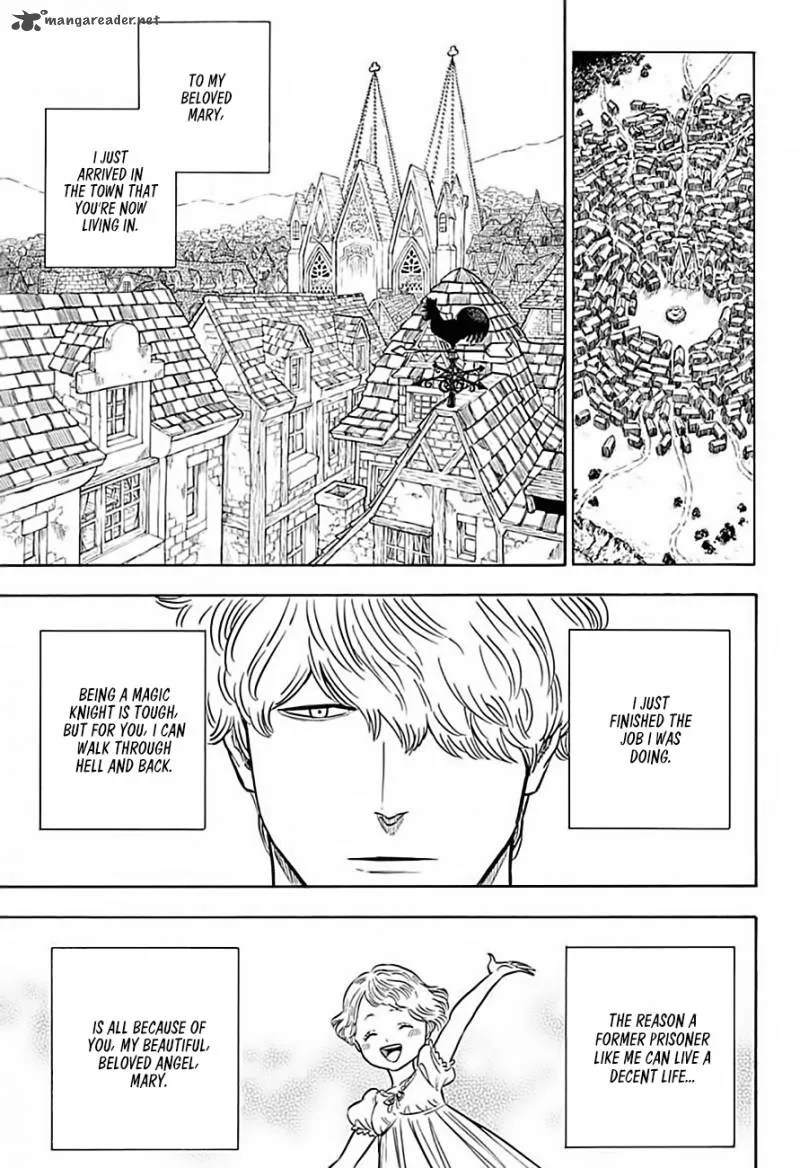 mangareader.net
TO MY
BELOVED
MARY,
I JUST
ARRIVED IN
THE TOWN THAT
YOU'RE NOW
LIVING IN.
I JUST
FINISHED THE
JOB I WAS
DOING.
BEING A MAGIC
KNIGHT IS TOUGH,
BUT FOR YOU, I CAN
WALK THROUGH
HELL AND BACK.
THE REASON A
FORMER PRISONER
LIKE ME CAN LIVE A
DECENT LIFE...
IS ALL BECAUSE OF
YOU, MY BEAUTIFUL,
BELOVED ANGEL,
MARY.